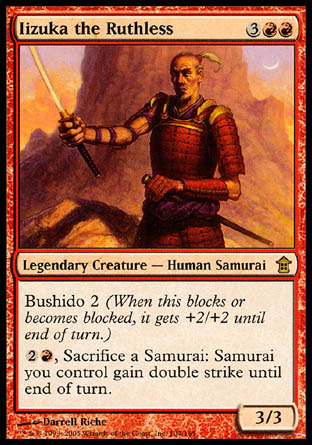 Iizuka the Ruthless 3
Legendary Creature — Human Samurai
Bushido 2 (When this blocks or
becomes blocked, it gets +2/+2 until
end of turn.)
2, Sacrifice a Samurai: Samurai
you control gain double strike until
end of turn.
Darrell Riche
3/3